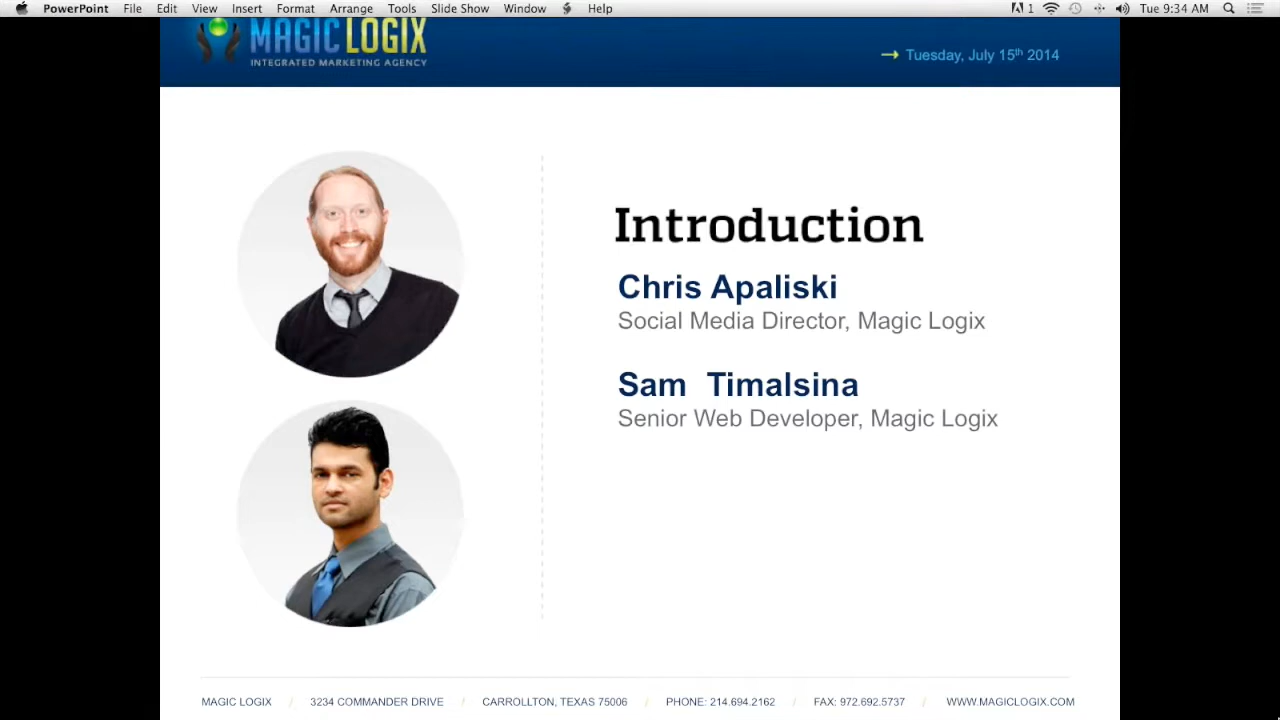 PowerPoint File Edit View Insert Format Arrange Tools Slide Show Window Help 1 Tue 9:34 AM
MAGIC LOGIX
INTEGRATED MARKETING AGENCY
Tuesday, July 15th 2014
Introduction
Chris Apaliski
Social Media Director, Magic Logix
Sam Timalsina
Senior Web Developer, Magic Logix
MAGIC LOGIX / 3234 COMMANDER DRIVE / CARROLLTON, TEXAS 75006 / PHONE: 214.694.2162 / FAX: 972.692.5737 / WWW.MAGICLOGIX.COM